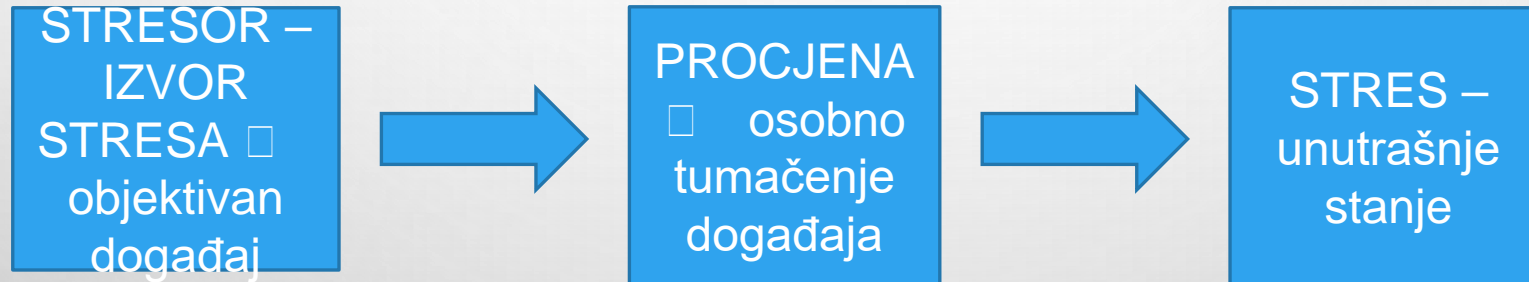 STRESOR –
IZVOR
STRESA □
objektivan
događaj
PROCJENA
□ osobno
tumačenje
događaja
STRES –
unutrašnje
stanje